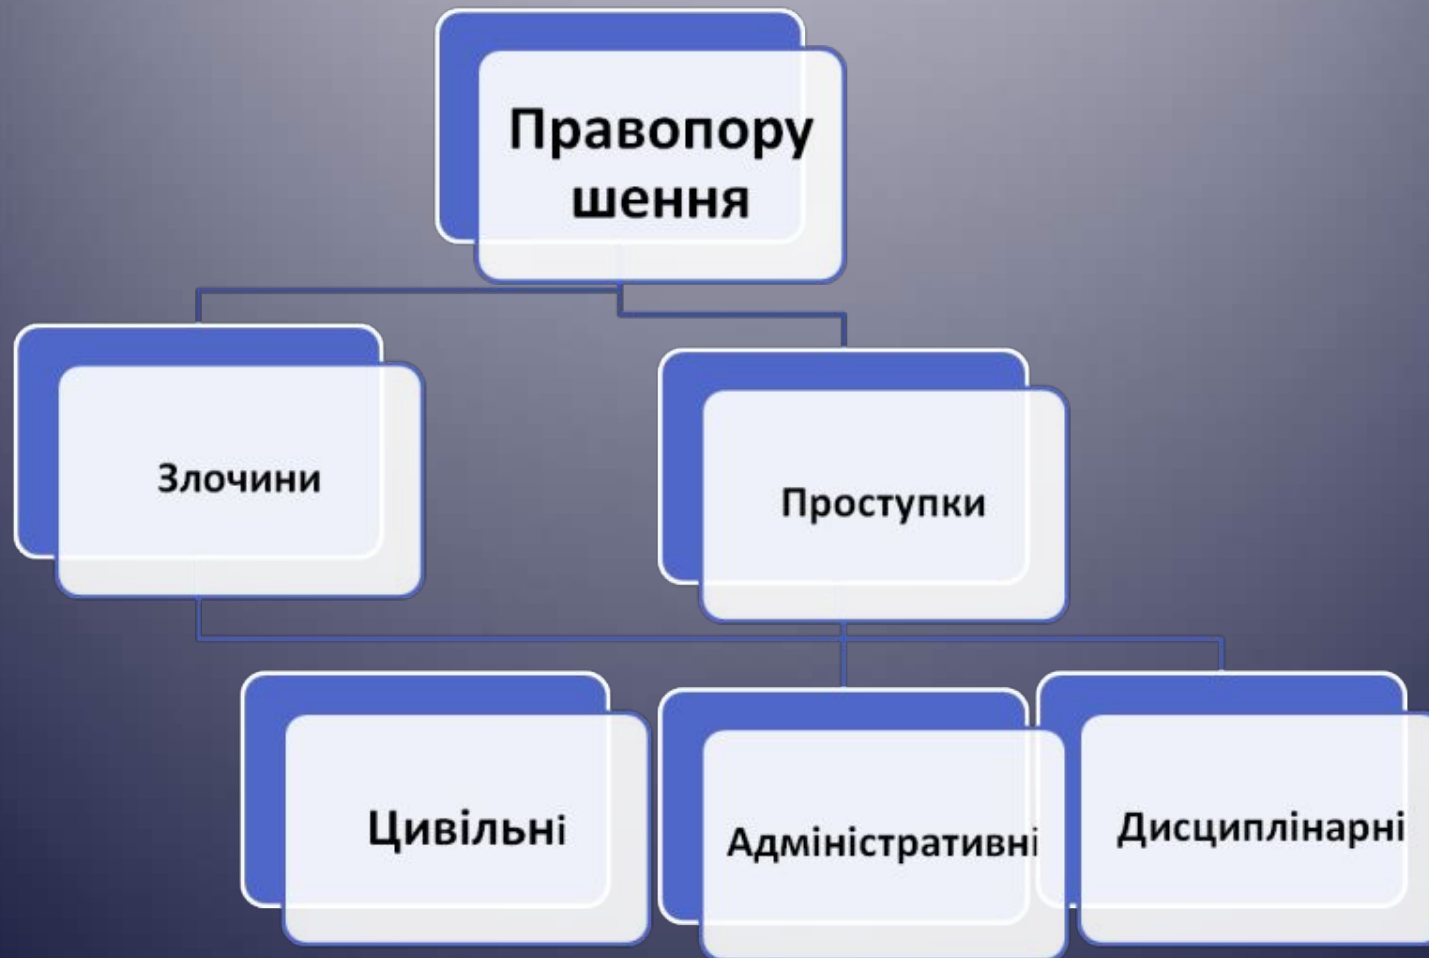 Правопору
шення
Злочини
Проступки
Цивільні
Адміністративні
Дисциплінарні